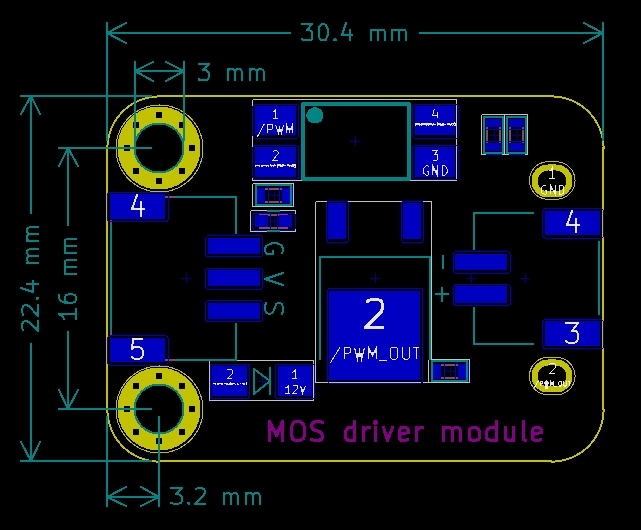 30.4 mm
3 mm
1
/PWM
4
2
3
GND
1
GND
4
4
G
V
S
-
+
22.4 mm
16 mm
2
/PWM_OUT
3
5
2
1
12V
2
/PWM_OUT
MOS driver module
3.2 mm